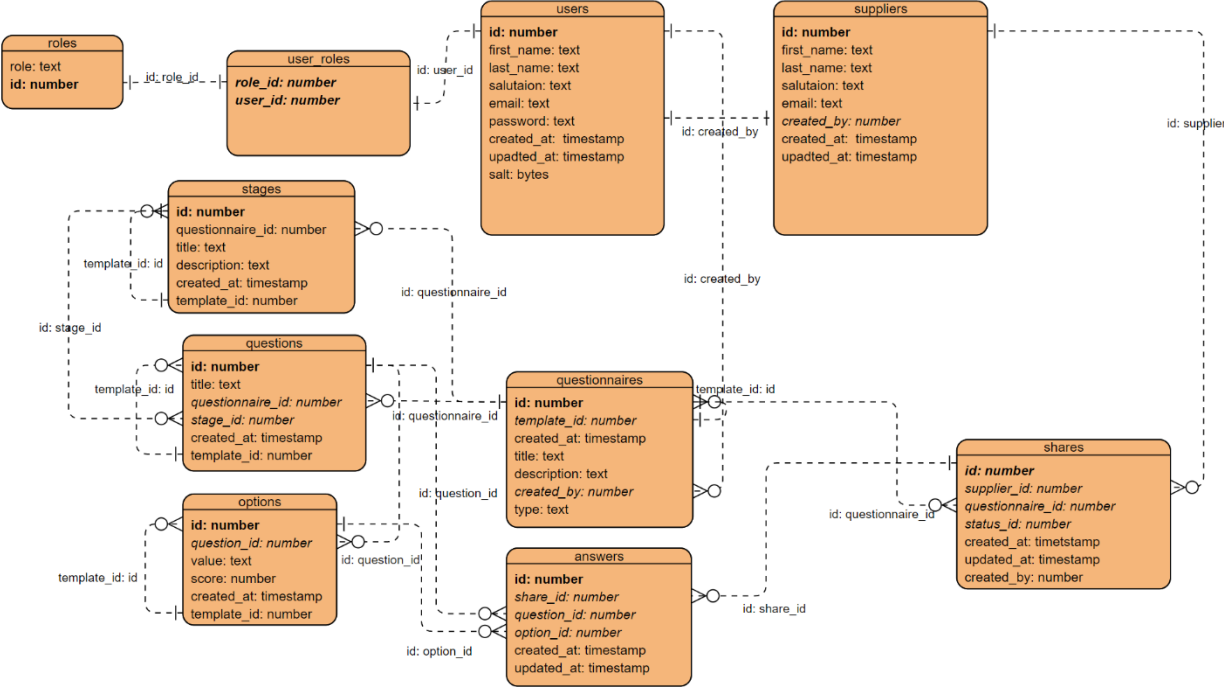 roles
role: text
id: number
id: role_id
user_roles
role_id: number
user_id: number
id: user_id
users
id: number
first_name: text
last_name: text
salutaion: text
email: text
password: text
created_at:  timestamp
upadted_at: timestamp
salt: bytes
id: created_by
suppliers
id: number
first_name: text
last_name: text
salutaion: text
email: text
created_by: number
created_at:  timestamp
upadted_at: timestamp
id: supplier
stages
id: number
questionnaire_id: number
title: text
description: text
created_at: timestamp
template_id: number
template_id: id
id: questionnaire_id
id: created_by
id: stage_id
questions
id: number
title: text
questionnaire_id: number
stage_id: number
created_at: timestamp
template_id: number
template_id: id
id: questionnaire_id
questionnaires
id: number
template_id: number
created_at: timestamp
title: text
description: text
created_by: number
type: text
template_id: id
id: question_id
options
id: number
question_id: number
value: text
score: number
created_at: timestamp
template_id: number
template_id: id
id: question_id
id: option_id
answers
id: number
share_id: number
question_id: number
option_id: number
created_at: timestamp
updated_at: timestamp
id: share_id
id: questionnaire_id
shares
id: number
supplier_id: number
questionnaire_id: number
status_id: number
created_at: timetstamp
updated_at: timestamp
created_by: number